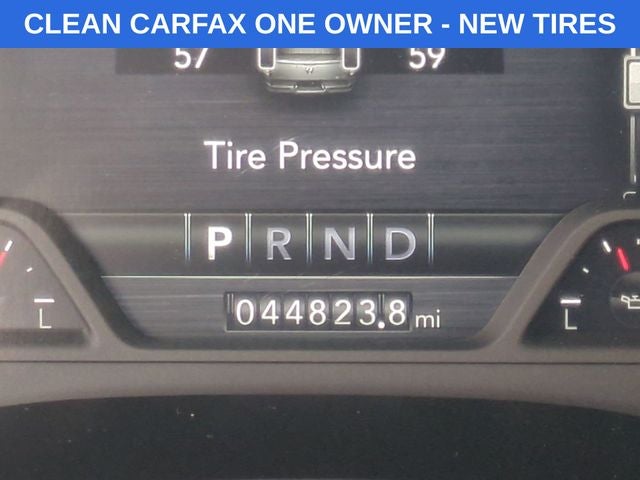 CLEAN CARFAX ONE OWNER - NEW TIRES
57 59
Tire Pressure
P R N D
044823.8 mi
L L